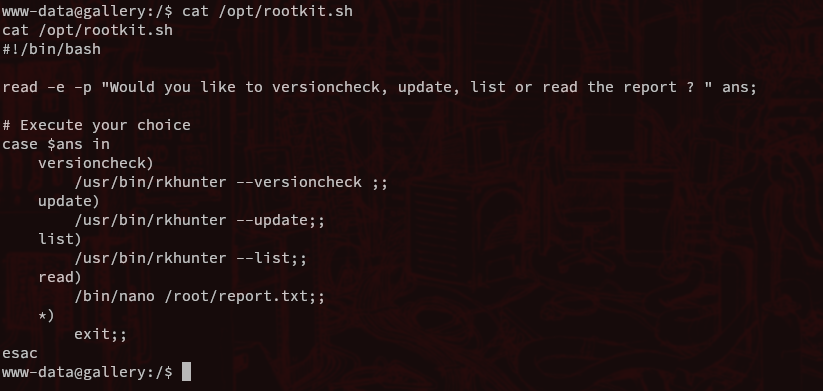 www-data@gallery:/$ cat /opt/rootkit.sh
cat /opt/rootkit.sh
#!/bin/bash

read -e -p "Would you like to versioncheck, update, list or read the report ? " ans;

# Execute your choice
case $ans in
    versioncheck)
        /usr/bin/rkhunter --versioncheck ;;
    update)
        /usr/bin/rkhunter --update;;
    list)
        /usr/bin/rkhunter --list;;
    read)
        /bin/nano /root/report.txt;;
    *)
        exit;;
esac
www-data@gallery:/$